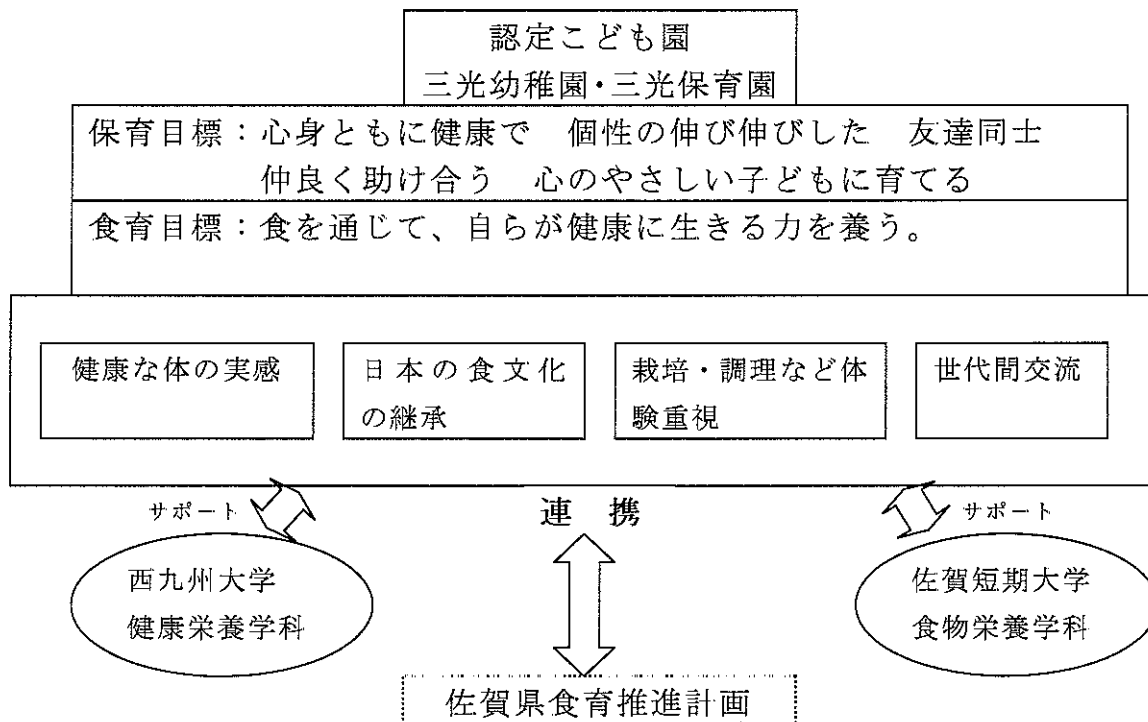 認定こども園
三光幼稚園・三光保育園
保育目標：心身ともに健康で　個性の伸び伸びした　友達同士
仲良く助け合う　心のやさしい子どもに育てる
食育目標：食を通じて、自らが健康に生きる力を養う。
健康な体の実感
日本の食文化
の継承
栽培・調理など体
験重視
世代間交流
サポート
連　携
サポート
西九州大学
健康栄養学科
佐賀短期大学
食物栄養学科
佐賀県食育推進計画